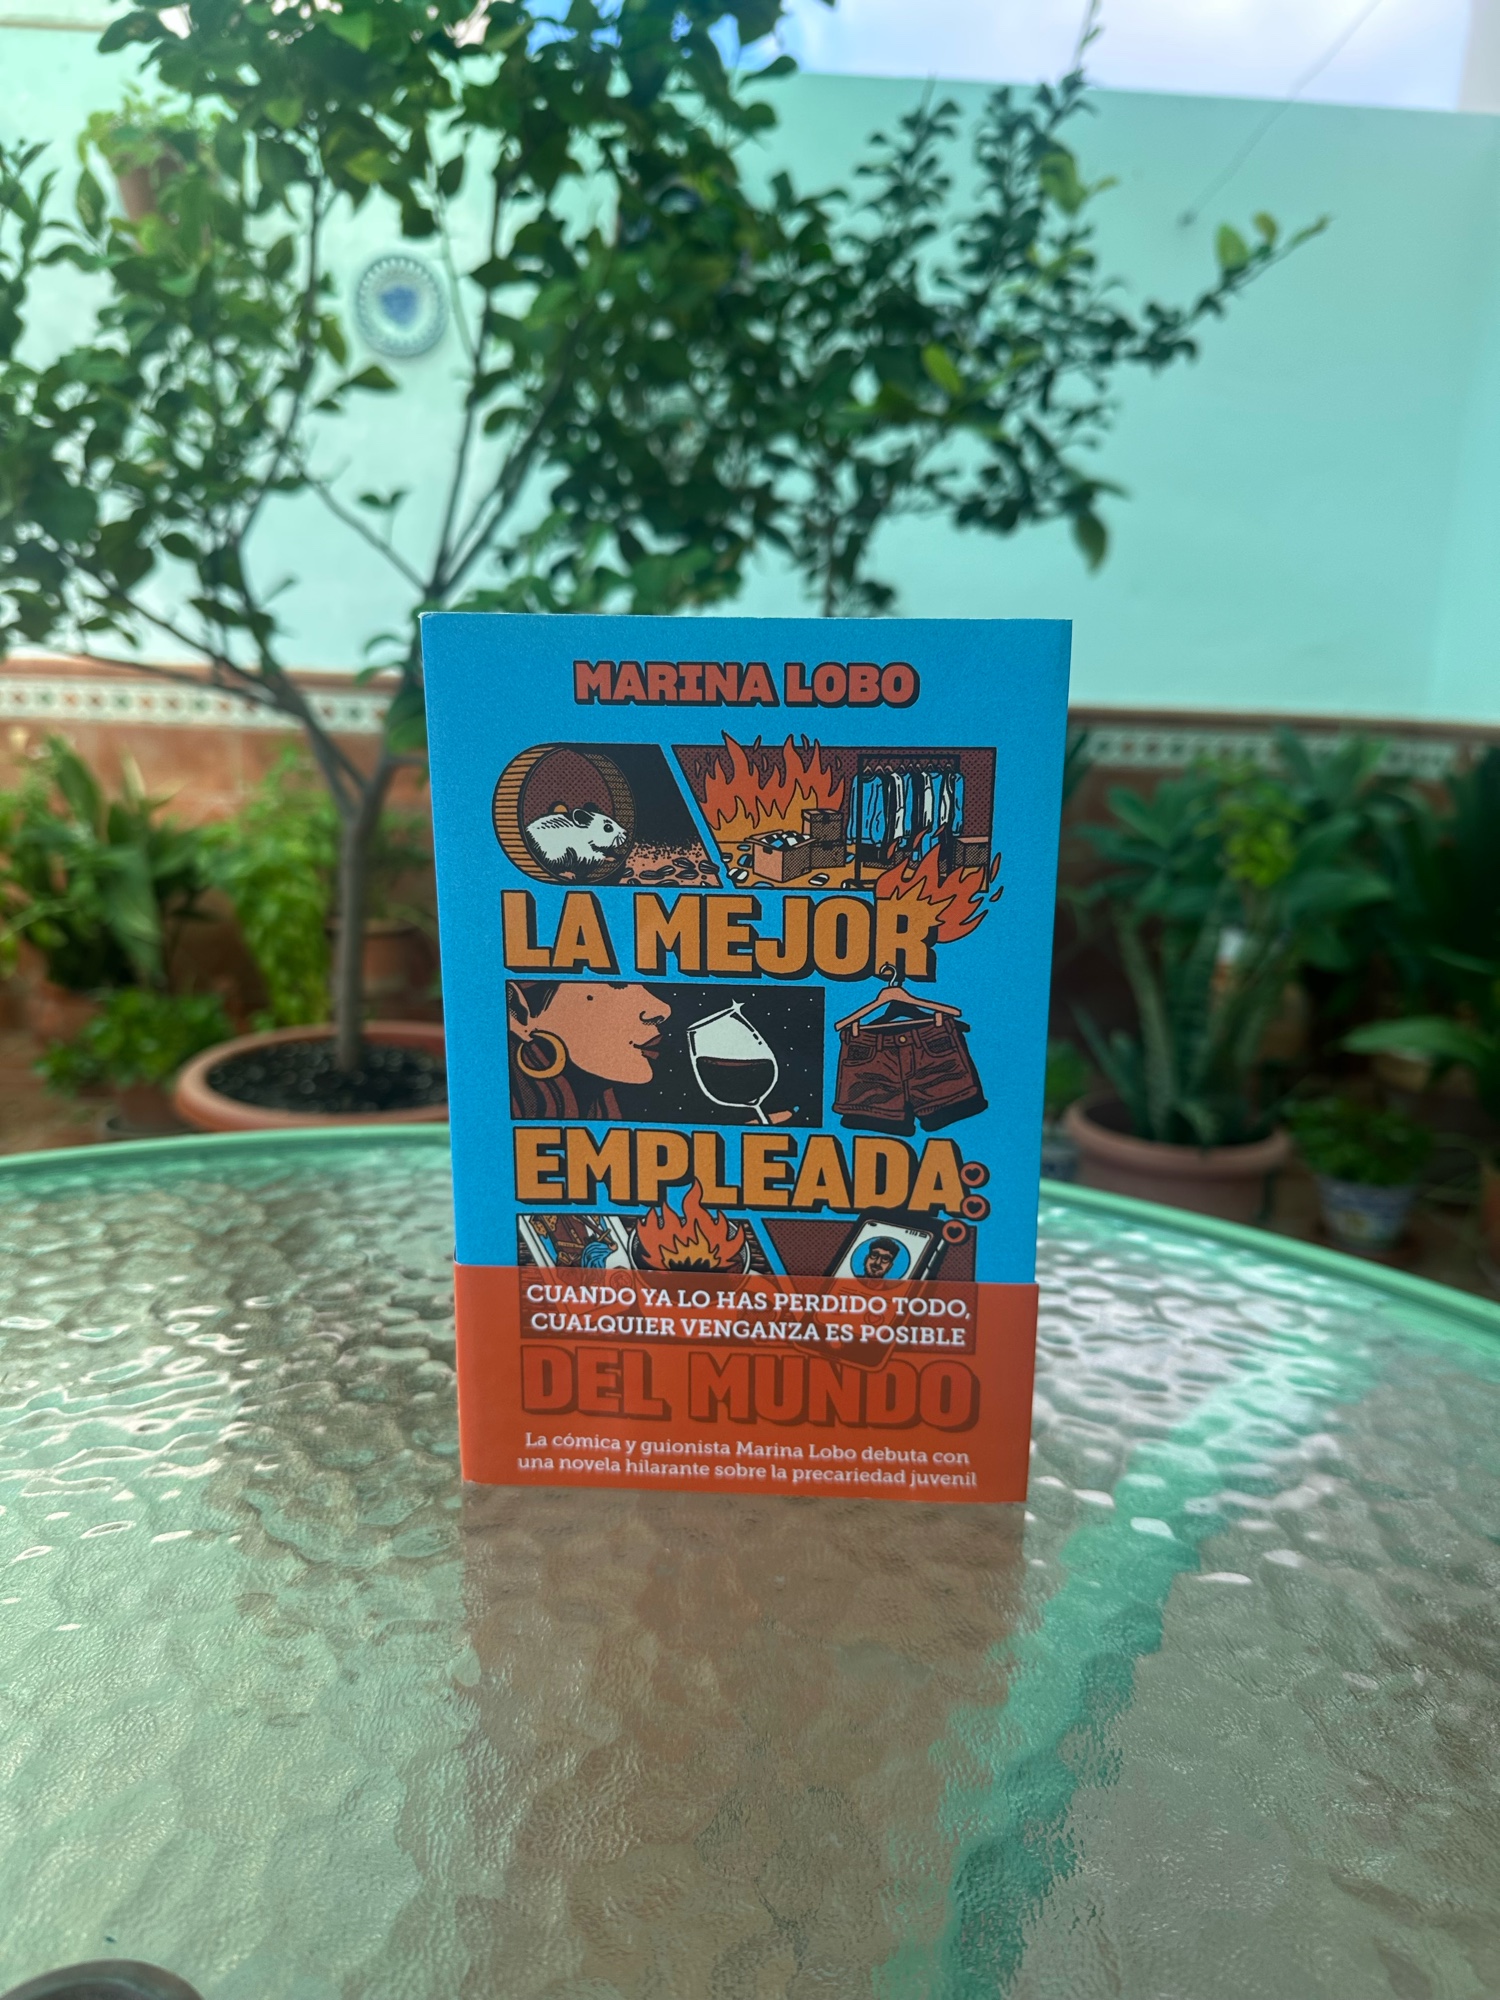 MARINA LOBO
LA MEJOR
EMPLEADA
CUANDO YA LO HAS PERDIDO TODO,
CUALQUIER VENGANZA ES POSIBLE
DEL MUNDO
La cómica y guionista Marina Lobo debuta con
una novela hilarante sobre la precariedad juvenil